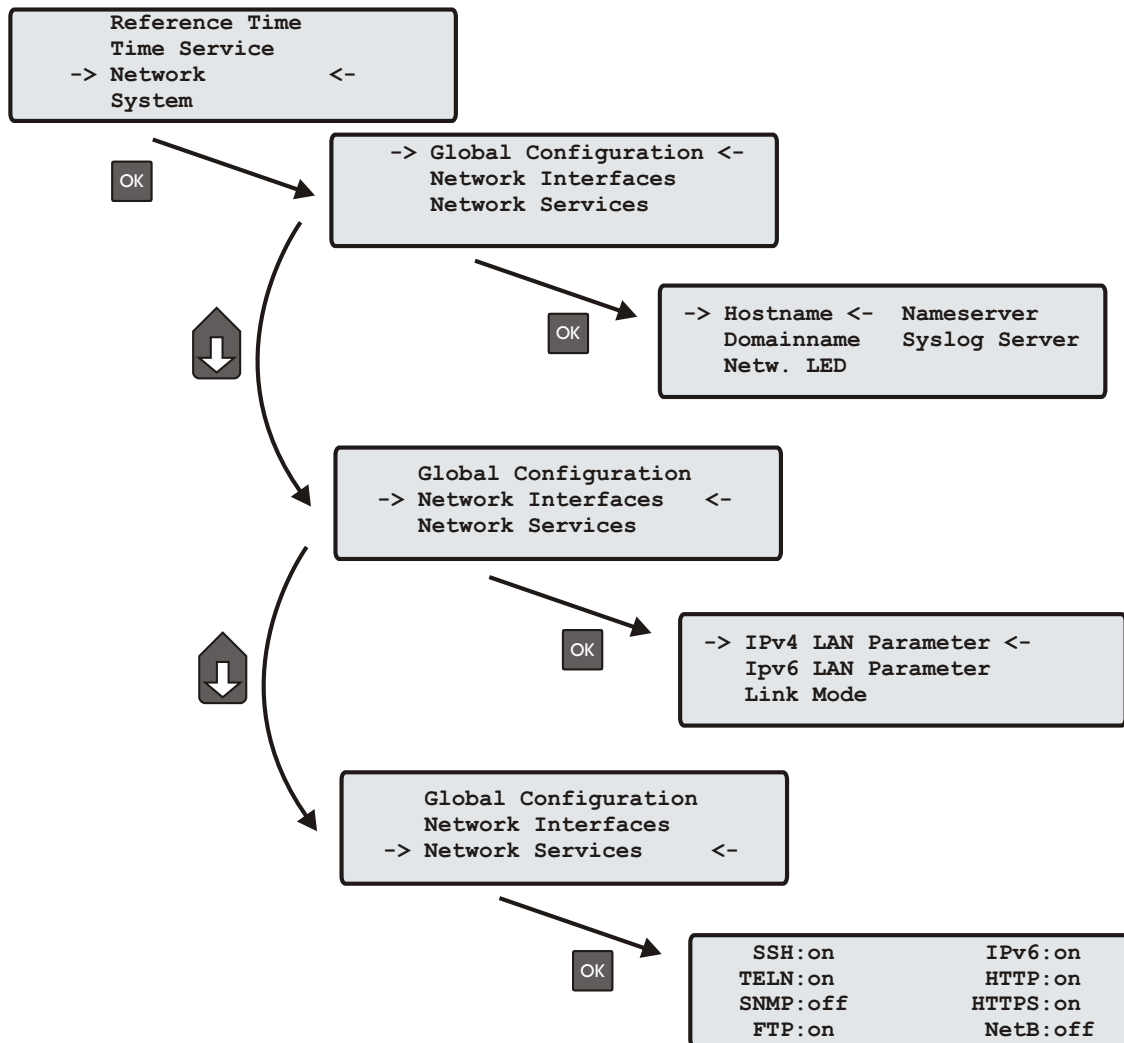 Reference Time
Time Service
-> Network <-
System
OK
-> Global Configuration <-
Network Interfaces
Network Services
OK
-> Hostname <- Nameserver
Domainname Syslog Server
Netw. LED
Global Configuration
-> Network Interfaces <-
Network Services
OK
-> IPv4 LAN Parameter <-
Ipv6 LAN Parameter
Link Mode
Global Configuration
Network Interfaces
-> Network Services <-
OK
SSH:on IPv6:on
TELN:on HTTP:on
SNMP:off HTTPS:on
FTP:on NetB:off